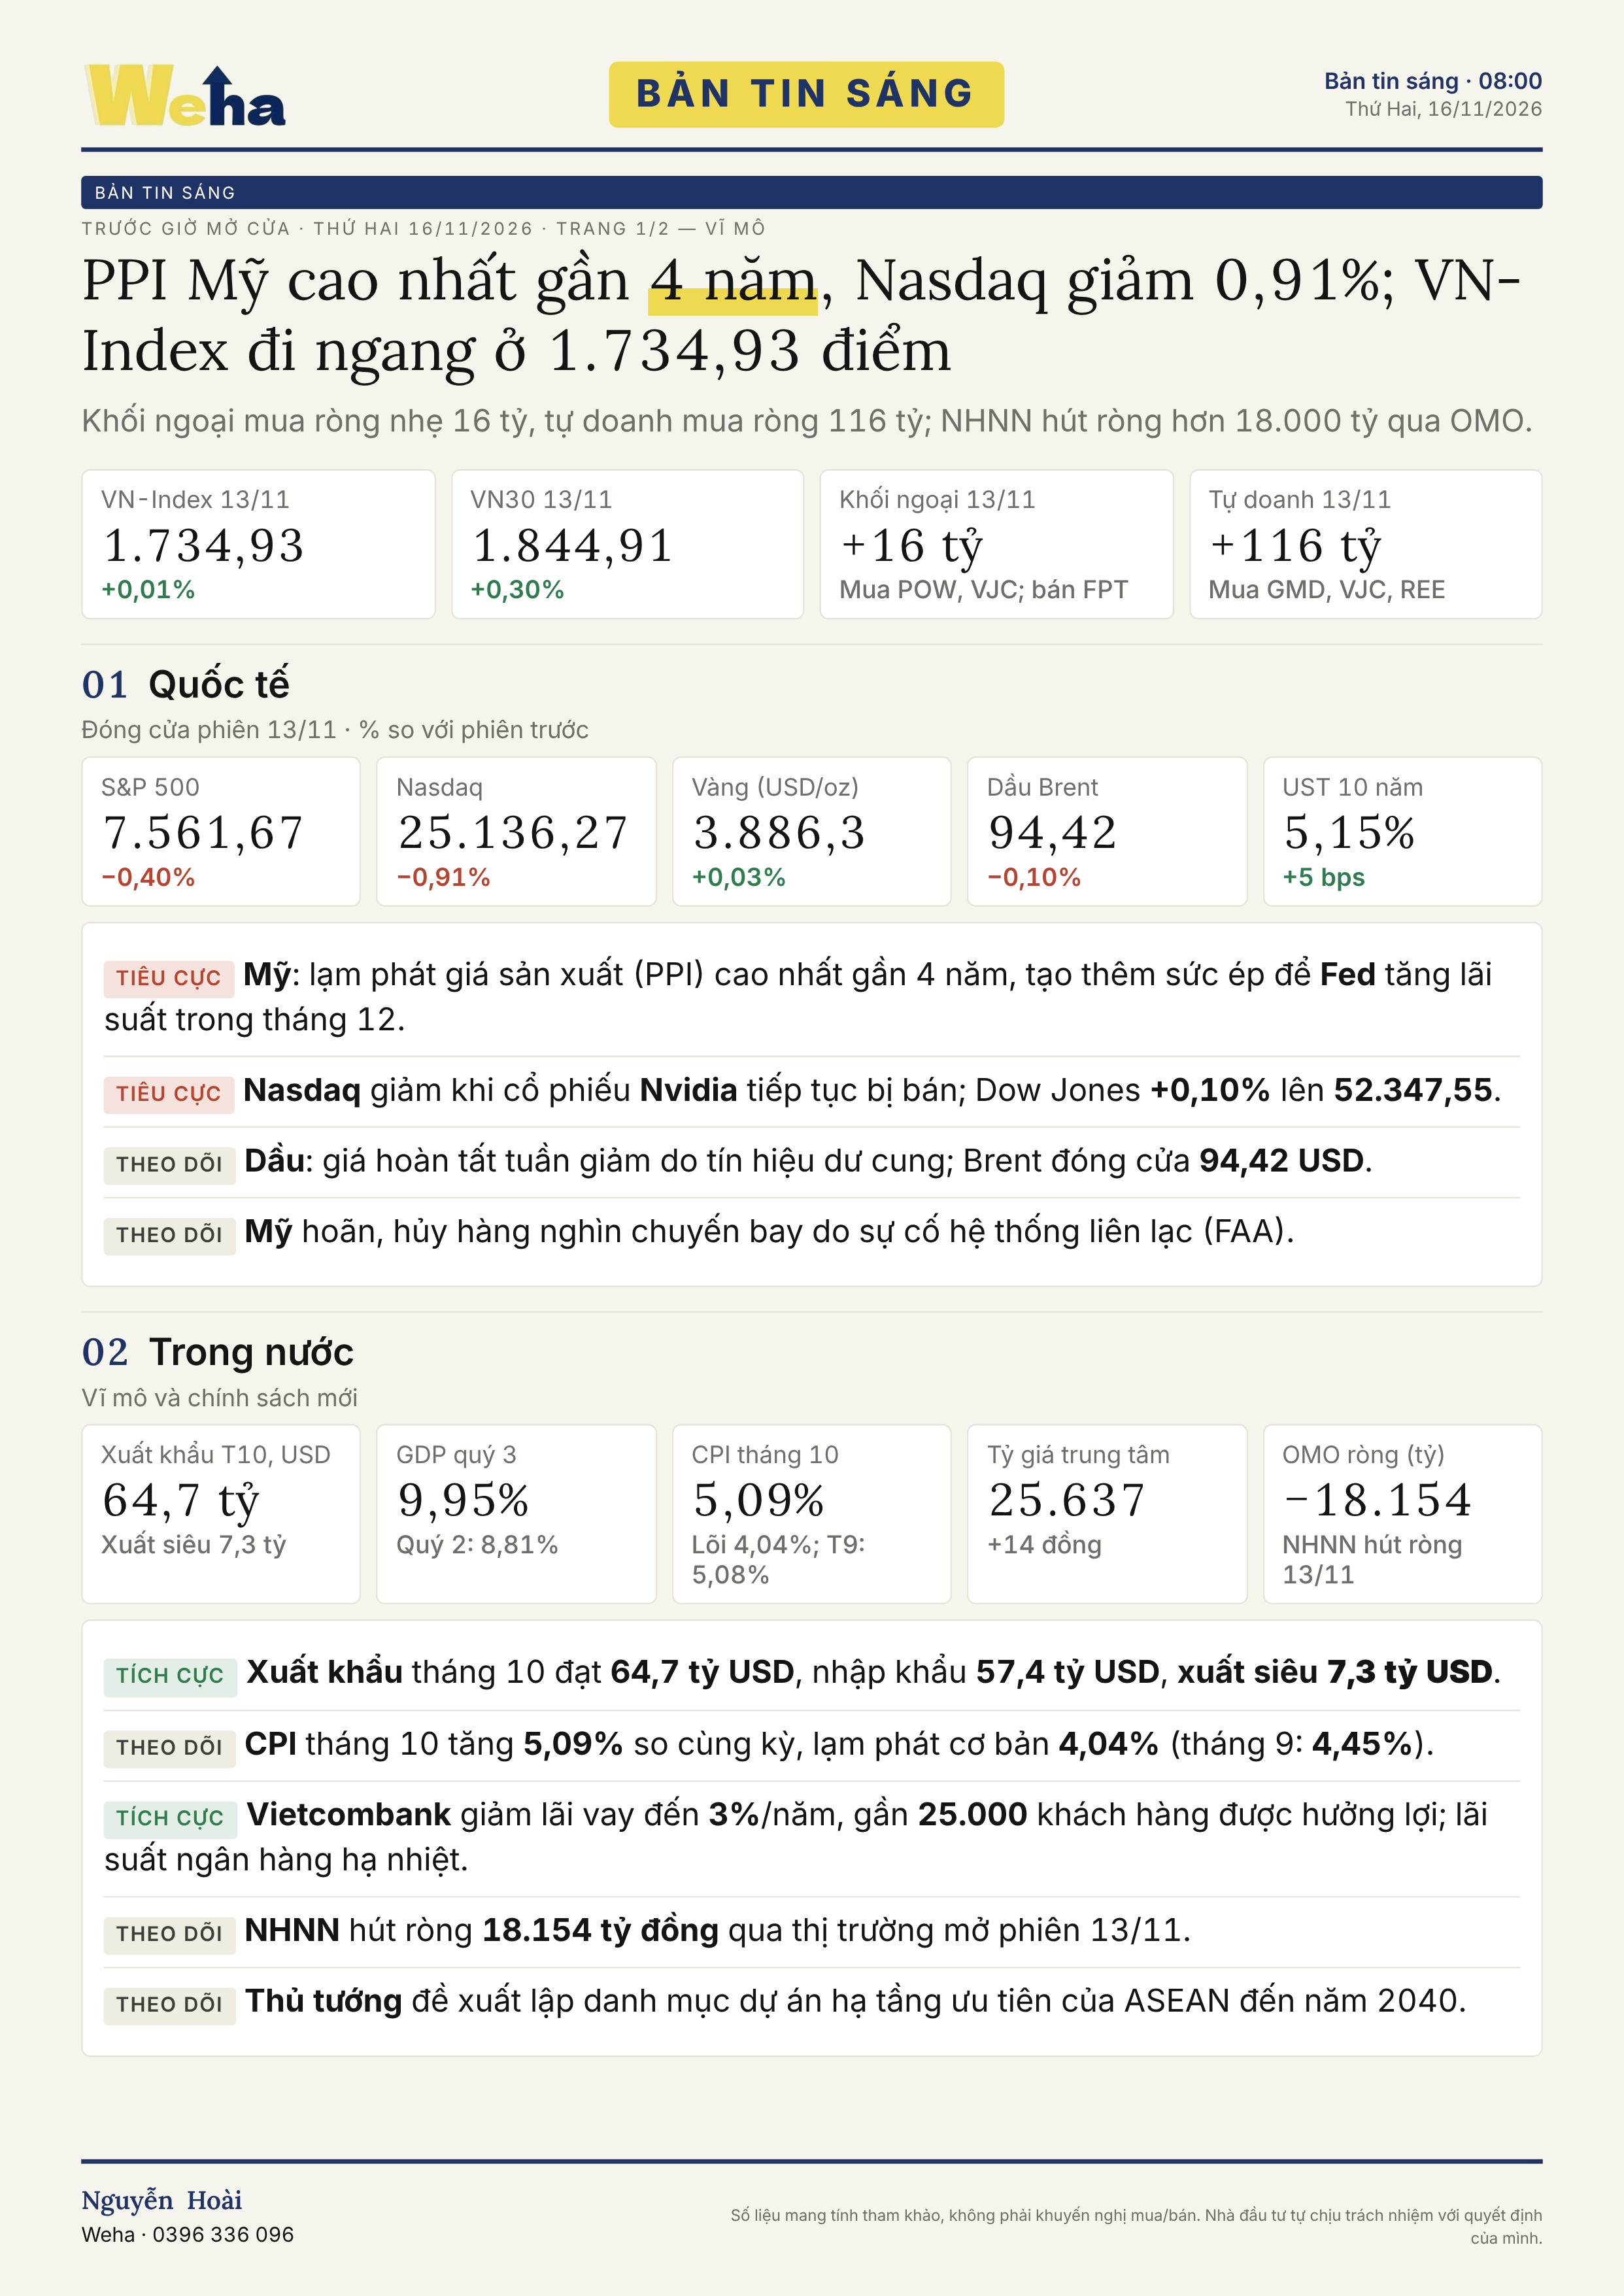 Weha
BẢN TIN SÁNG
Bản tin sáng · 08:00
Thứ Hai, 16/11/2026
BẢN TIN SÁNG
TRƯỚC GIỜ MỞ CỬA · THỨ HAI 16/11/2026 · TRANG 1/2 — VĨ MÔ
PPI Mỹ cao nhất gần 4 năm, Nasdaq giảm 0,91%; VN-
Index đi ngang ở 1.734,93 điểm
Khối ngoại mua ròng nhẹ 16 tỷ, tự doanh mua ròng 116 tỷ; NHNN hút ròng hơn 18.000 tỷ qua OMO.
VN-Index 13/11
1.734,93
+0,01%
VN30 13/11
1.844,91
+0,30%
Khối ngoại 13/11
+16 tỷ
Mua POW, VJC; bán FPT
Tự doanh 13/11
+116 tỷ
Mua GMD, VJC, REE
01 Quốc tế
Đóng cửa phiên 13/11 · % so với phiên trước
S&P 500
7.561,67
−0,40%
Nasdaq
25.136,27
−0,91%
Vàng (USD/oz)
3.886,3
+0,03%
Dầu Brent
94,42
−0,10%
UST 10 năm
5,15%
+5 bps
TIÊU CỰC Mỹ: lạm phát giá sản xuất (PPI) cao nhất gần 4 năm, tạo thêm sức ép để Fed tăng lãi
suất trong tháng 12.
TIÊU CỰC Nasdaq giảm khi cổ phiếu Nvidia tiếp tục bị bán; Dow Jones +0,10% lên 52.347,55.
THEO DÕI Dầu: giá hoàn tất tuần giảm do tín hiệu dư cung; Brent đóng cửa 94,42 USD.
THEO DÕI Mỹ hoãn, hủy hàng nghìn chuyến bay do sự cố hệ thống liên lạc (FAA).
02 Trong nước
Vĩ mô và chính sách mới
Xuất khẩu T10, USD
64,7 tỷ
Xuất siêu 7,3 tỷ
GDP quý 3
9,95%
Quý 2: 8,81%
CPI tháng 10
5,09%
Lõi 4,04%; T9:
5,08%
Tỷ giá trung tâm
25.637
+14 đồng
OMO ròng (tỷ)
−18.154
NHNN hút ròng
13/11
TÍCH CỰC Xuất khẩu tháng 10 đạt 64,7 tỷ USD, nhập khẩu 57,4 tỷ USD, xuất siêu 7,3 tỷ USD.
THEO DÕI CPI tháng 10 tăng 5,09% so cùng kỳ, lạm phát cơ bản 4,04% (tháng 9: 4,45%).
TÍCH CỰC Vietcombank giảm lãi vay đến 3%/năm, gần 25.000 khách hàng được hưởng lợi; lãi
suất ngân hàng hạ nhiệt.
THEO DÕI NHNN hút ròng 18.154 tỷ đồng qua thị trường mở phiên 13/11.
THEO DÕI Thủ tướng đề xuất lập danh mục dự án hạ tầng ưu tiên của ASEAN đến năm 2040.
Nguyễn Hoài
Weha · 0396 336 096
Số liệu mang tính tham khảo, không phải khuyến nghị mua/bán. Nhà đầu tư tự chịu trách nhiệm với quyết định
của mình.